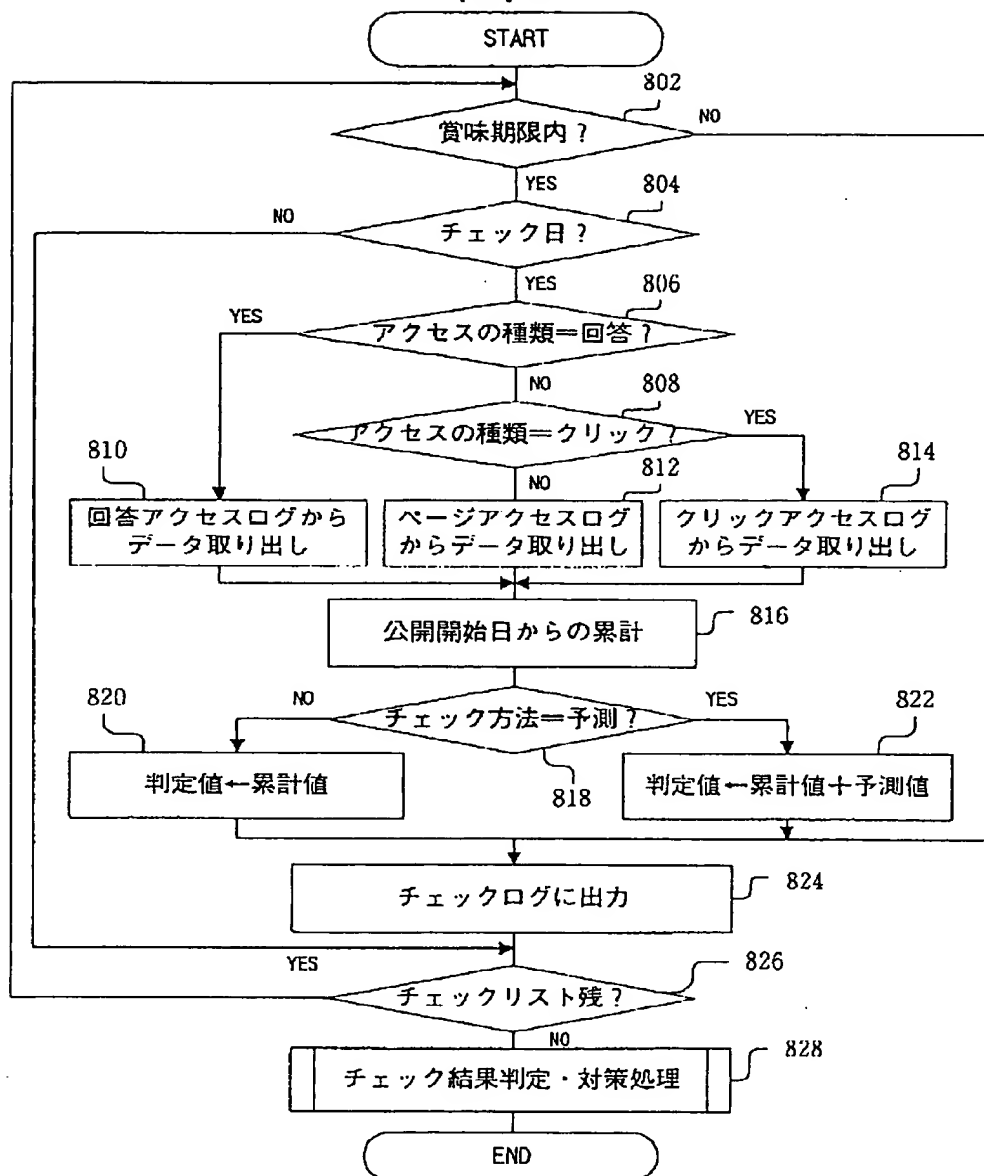 START
802
賞味期限内?
NO
YES
804
NO
チェック日?
YES
806
YES
アクセスの種類=回答?
NO
808
アクセスの種類=クリック?
YES
810
NO
812
814
回答アクセスログから
データ取り出し
ページアクセスログ
からデータ取り出し
クリックアクセスログ
からデータ取り出し
公開開始日からの累計
816
820
NO
チェック方法=予測?
YES
822
判定値←累計値
818
判定値←累計値+予測値
チェックログに出力
824
YES
826
チェックリスト残?
NO
チェック結果判定・対策処理
828
END